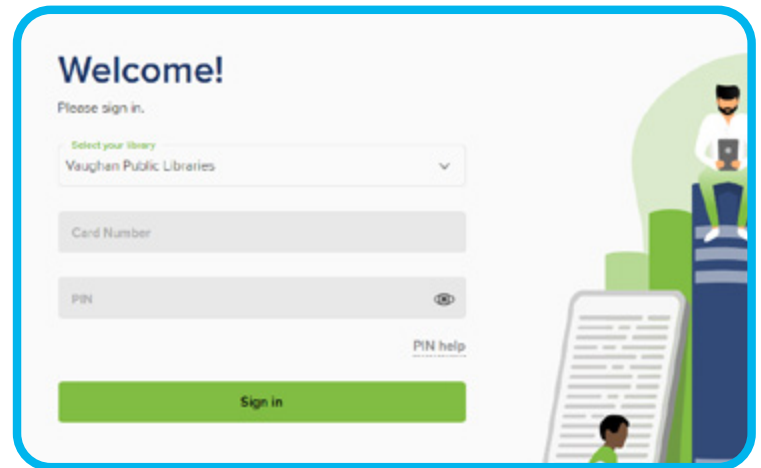 Welcome!
Please sign in.
Select your library
Vaughan Public Libraries
Card Number
PIN
PIN help
Sign in